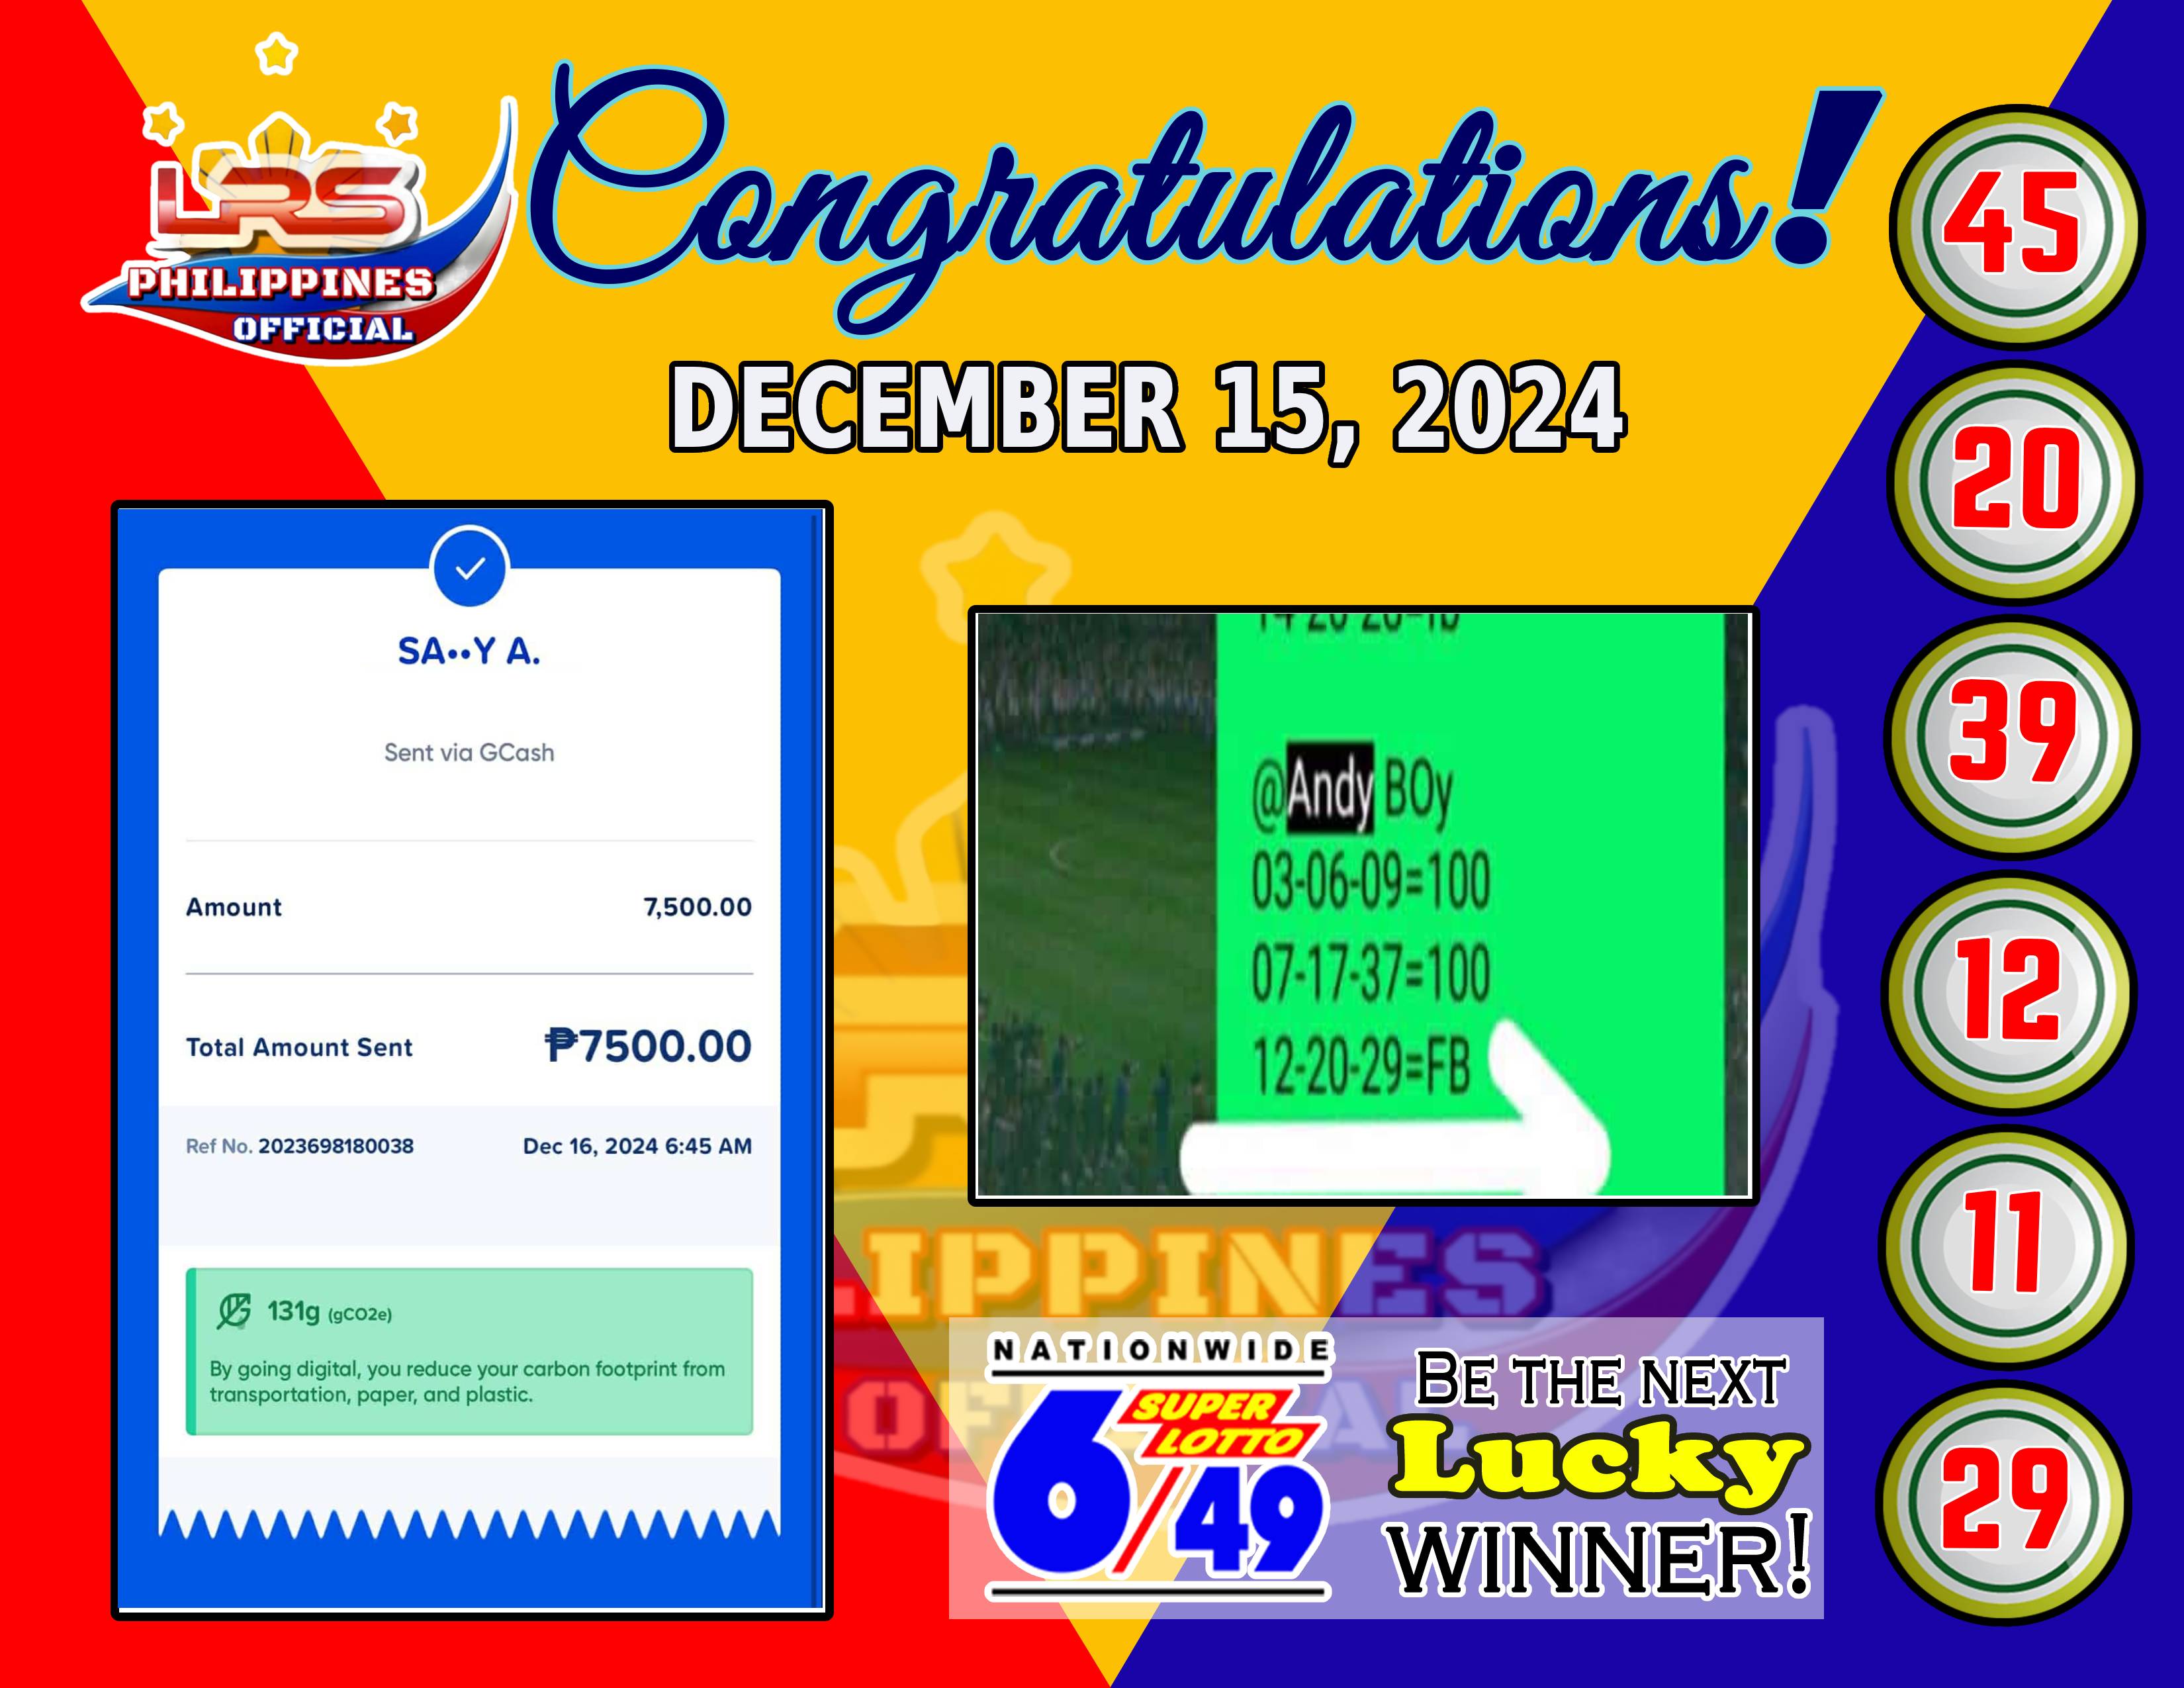 LRS
PHILIPPINES
OFFICIAL
Congratulations!
DECEMBER 15, 2024
SA••Y A.
Sent via GCash
Amount 7,500.00
Total Amount Sent ₱7500.00
Ref No. 2023698180038 Dec 16, 2024 6:45 AM
131g (gCO2e)
By going digital, you reduce your carbon footprint from
transportation, paper, and plastic.
@Andy BOy
03-06-09=100
07-17-37=100
12-20-29=FB
IPPINES
NATIONWIDE
SUPER
LOTTO
6/49
BE THE NEXT
Lucky
WINNER!
45
20
39
12
11
29